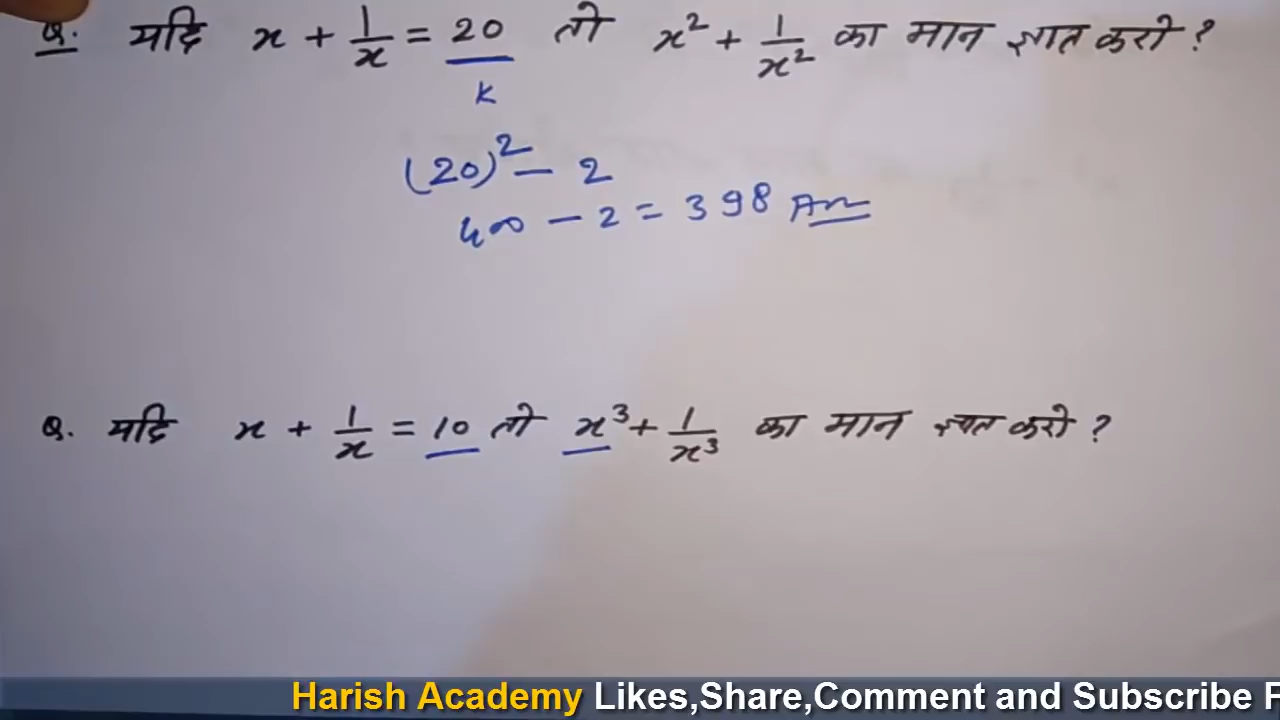 Q. यदि x + 1/x = 20 तो x² + 1/x² का मान ज्ञात करो ?
K
(20)² - 2
400 - 2 = 398 Ans
Q. यदि x + 1/x = 10 तो x³ + 1/x³ का मान ज्ञात करो ?
Harish Academy Likes,Share,Comment and Subscribe F